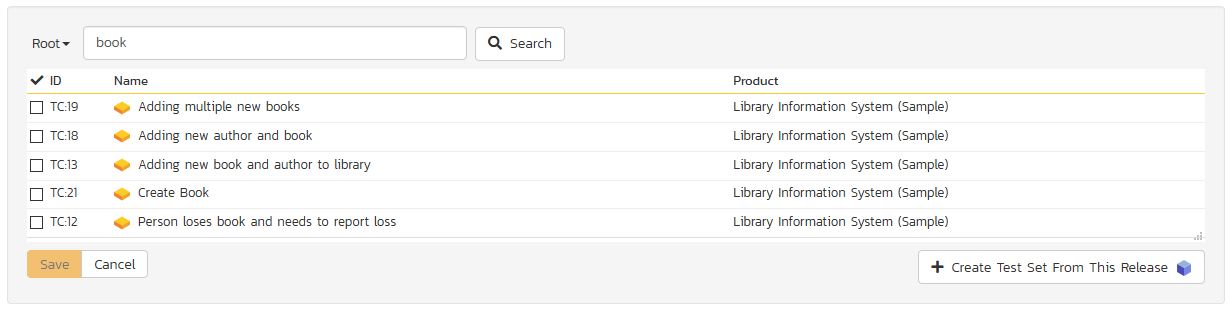 Root book Search
ID Name Product
TC:19 Adding multiple new books Library Information System (Sample)
TC:18 Adding new author and book Library Information System (Sample)
TC:13 Adding new book and author to library Library Information System (Sample)
TC:21 Create Book Library Information System (Sample)
TC:12 Person loses book and needs to report loss Library Information System (Sample)
Save Cancel Create Test Set From This Release